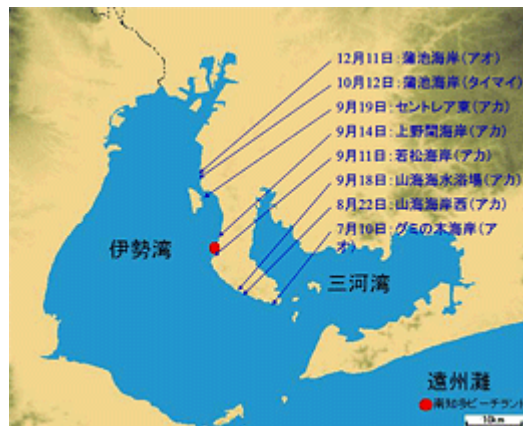 12月11日:蒲池海岸(アオ)
10月12日:蒲池海岸(タイマイ)
9月19日:セントレア東(アカ)
9月14日:上野間海岸(アカ)
9月11日:若松海岸(アカ)
9月18日:山海海水浴場(アカ)
8月22日:山海海岸西(アカ)
7月10日:グミの木海岸(ア
オ)
伊勢湾
三河湾
遠州灘
南知多ビーチランド
10km